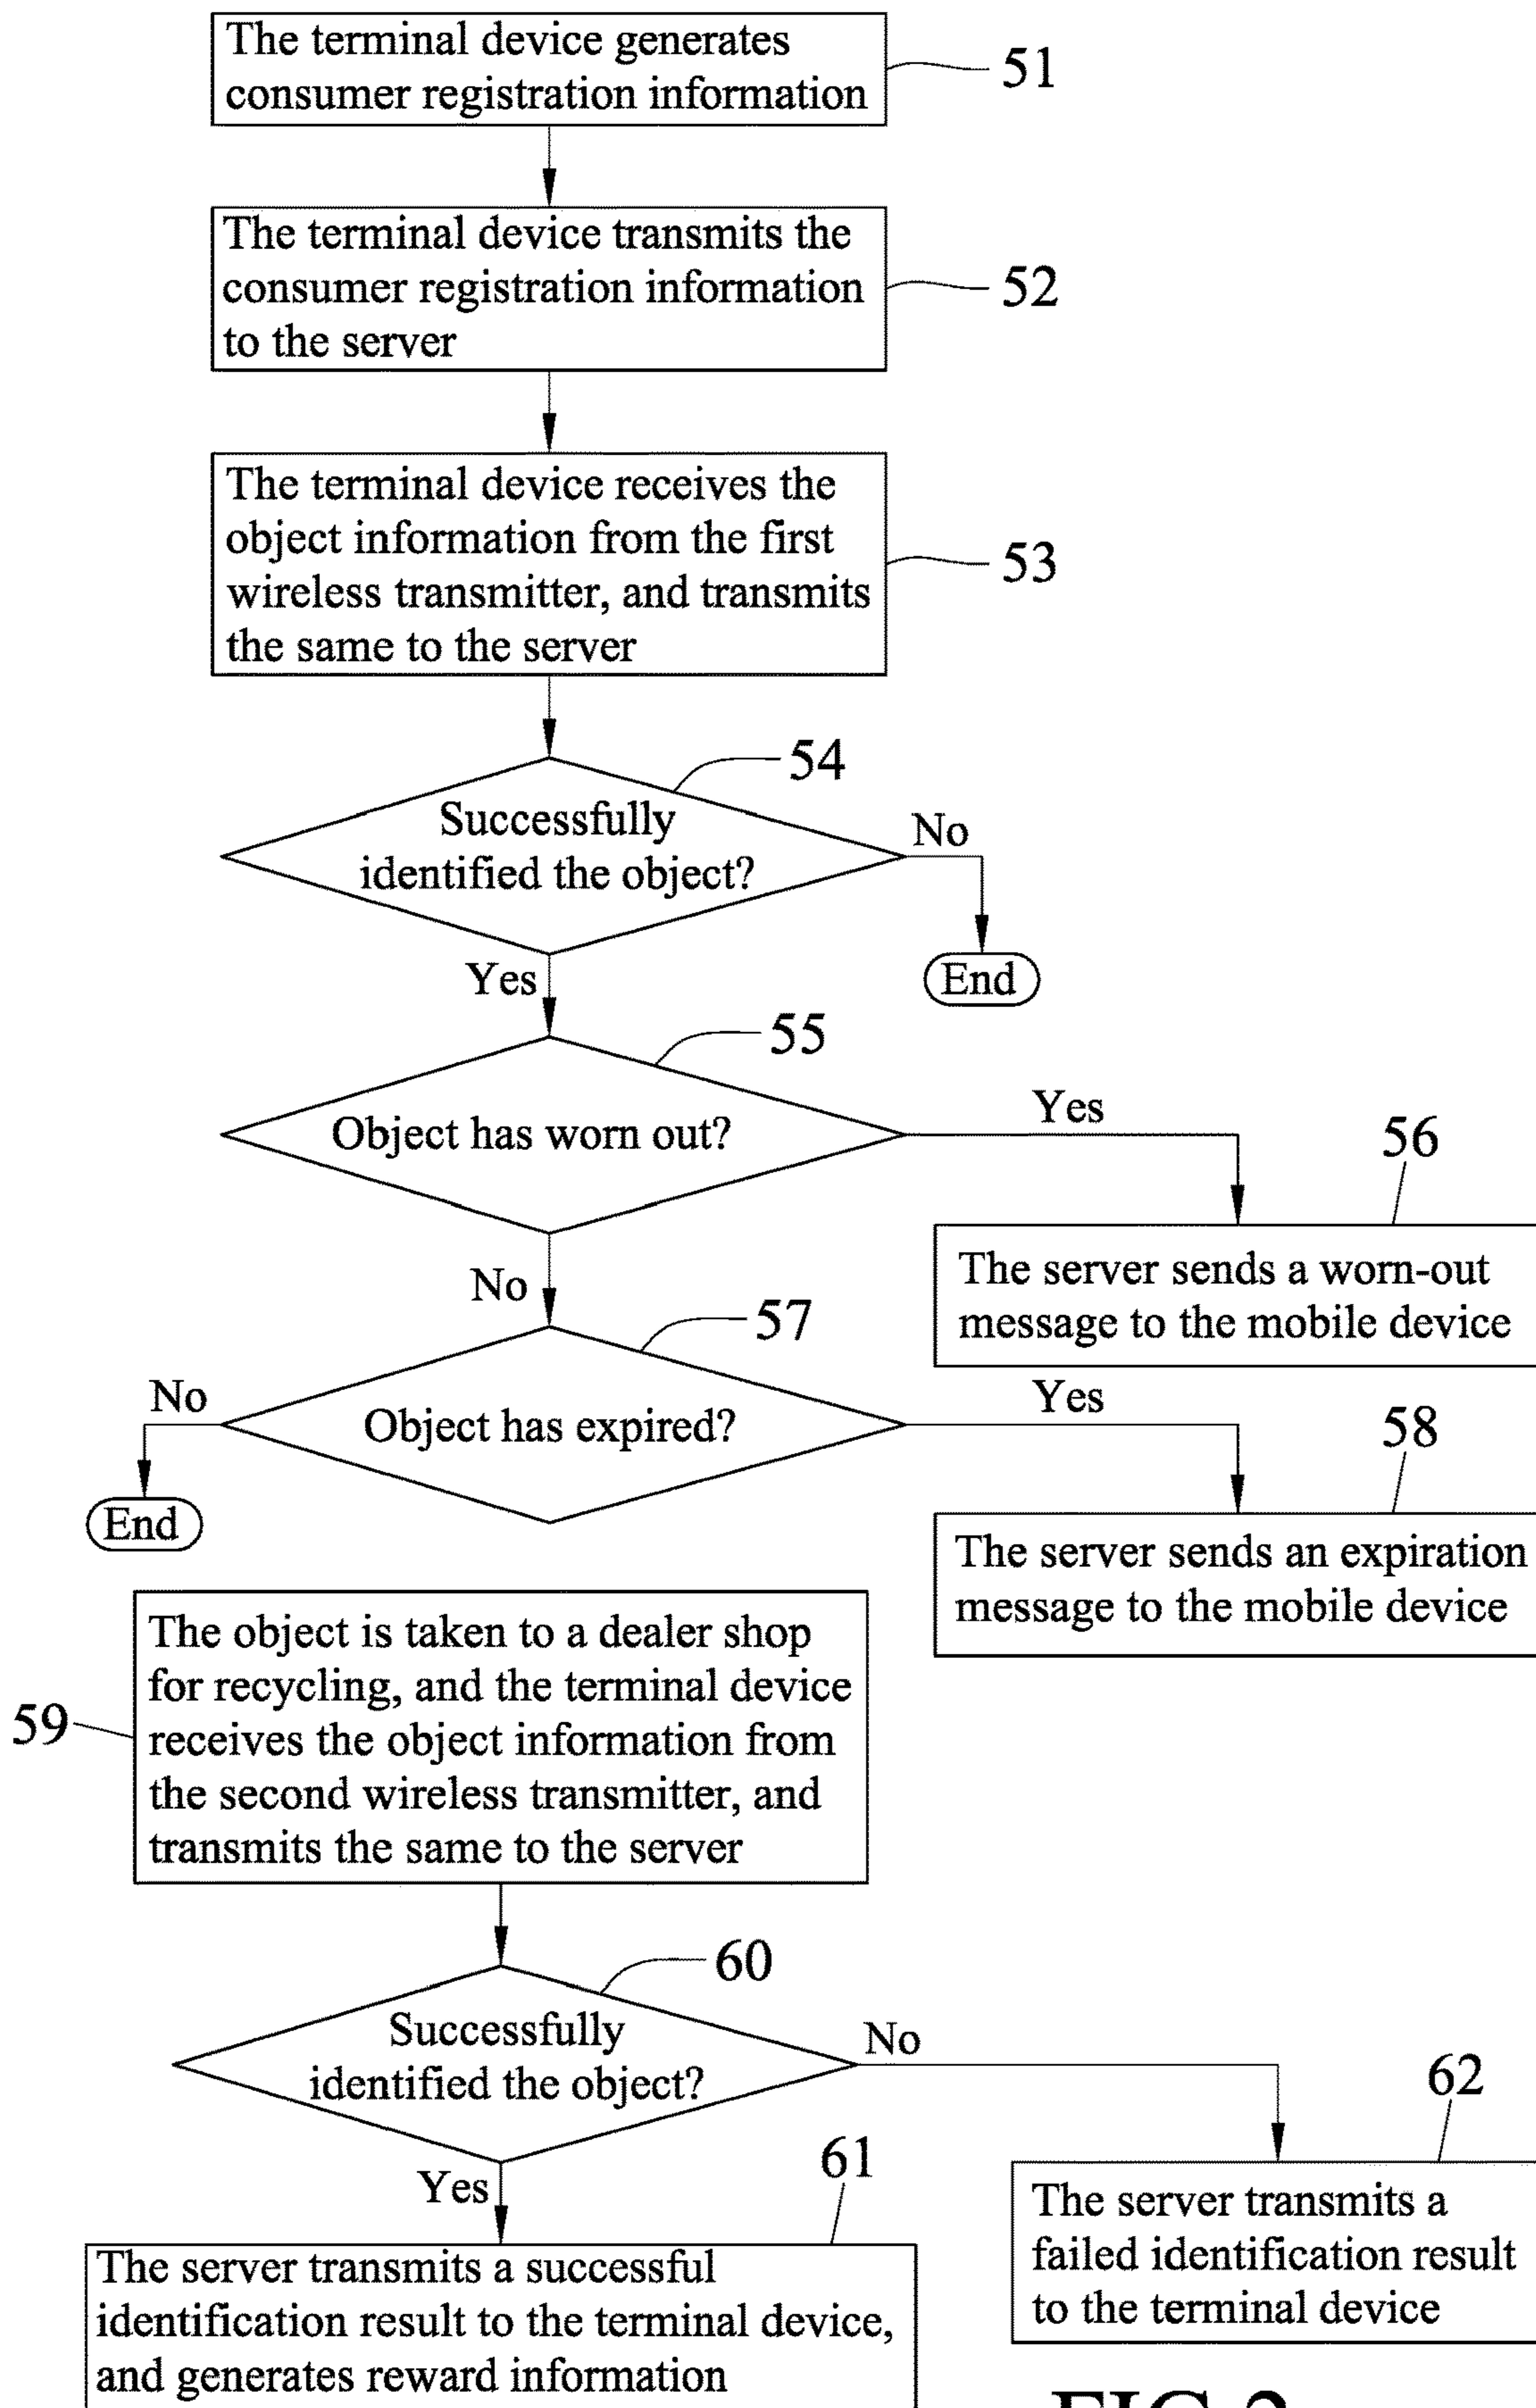 The terminal device generates
consumer registration information
51
The terminal device transmits the
consumer registration information
to the server
52
The terminal device receives the
object information from the first
wireless transmitter, and transmits
the same to the server
53
54
Successfully
identified the object?
No
End
Yes
55
Object has worn out?
Yes
56
The server sends a worn-out
message to the mobile device
No
57
Object has expired?
No
End
Yes
58
The server sends an expiration
message to the mobile device
The object is taken to a dealer shop
for recycling, and the terminal device
receives the object information from
the second wireless transmitter, and
transmits the same to the server
59
60
Successfully
identified the object?
No
62
The server transmits a
failed identification result
to the terminal device
Yes
61
The server transmits a successful
identification result to the terminal device,
and generates reward information